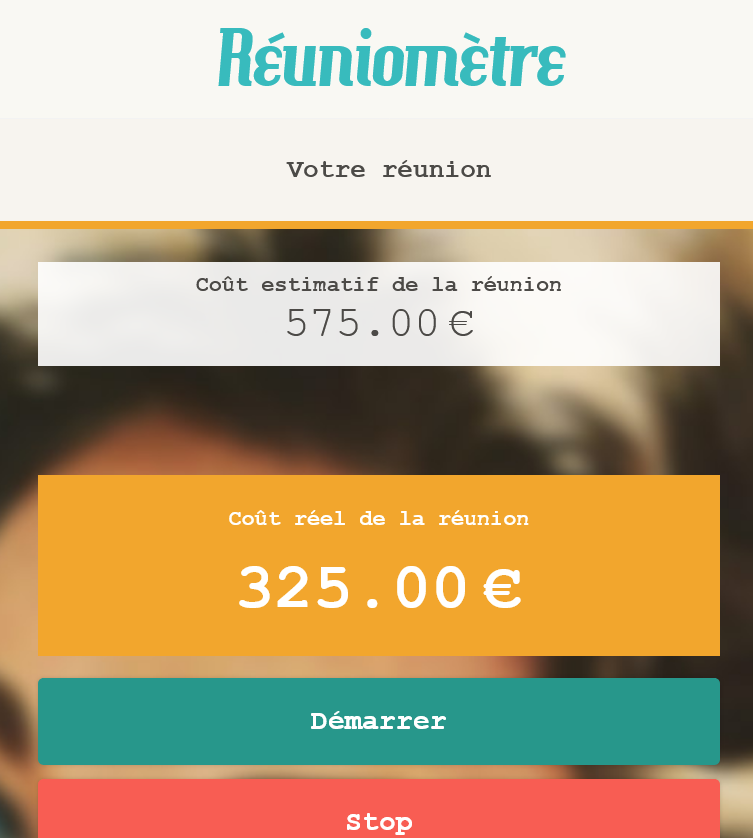 Réuniomètre
Votre réunion
Coût estimatif de la réunion
575.00€
Coût réel de la réunion
325.00€
Démarrer
Stop